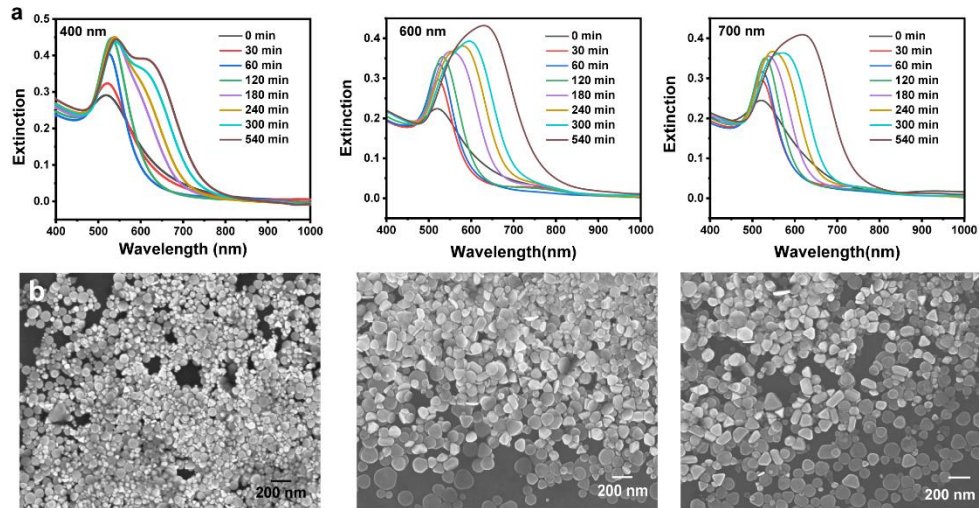 a
400 nm
0 min
30 min
60 min
120 min
180 min
240 min
300 min
540 min
Extinction
0.5
0.4
0.3
0.2
0.1
0.0
400 500 600 700 800 900 1000
Wavelength (nm)
600 nm
0 min
30 min
60 min
120 min
180 min
240 min
300 min
540 min
Extinction
0.4
0.3
0.2
0.1
0.0
400 500 600 700 800 900 1000
Wavelength(nm)
700 nm
0 min
30 min
60 min
120 min
180 min
240 min
300 min
540 min
Extinction
0.4
0.3
0.2
0.1
0.0
400 500 600 700 800 900 1000
Wavelength(nm)
b
200 nm
200 nm
200 nm